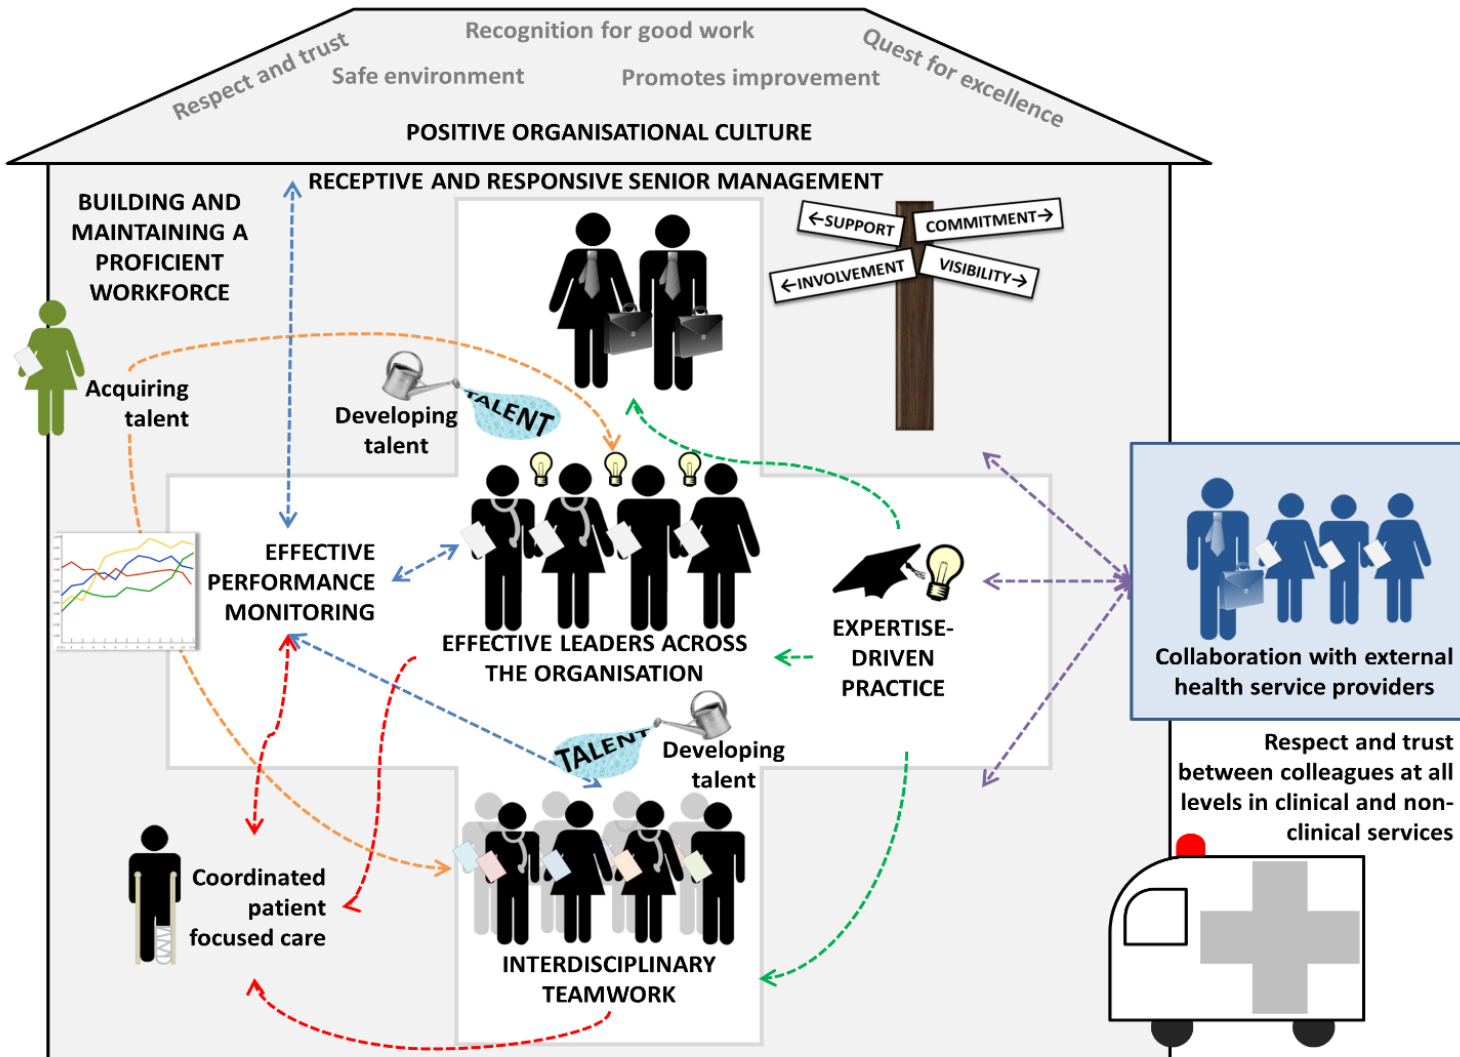 Recognition for good work
Respect and trust
Quest for excellence
Safe environment
Promotes improvement
POSITIVE ORGANISATIONAL CULTURE
RECEPTIVE AND RESPONSIVE SENIOR MANAGEMENT
BUILDING AND
MAINTAINING A
PROFICIENT
WORKFORCE
←SUPPORT
COMMITMENT→
←INVOLVEMENT
VISIBILITY→
Acquiring
talent
Developing
talent
TALENT
EFFECTIVE
PERFORMANCE
MONITORING
EFFECTIVE LEADERS ACROSS
THE ORGANISATION
EXPERTISE-
DRIVEN
PRACTICE
Collaboration with external
health service providers
TALENT
Developing
talent
Respect and trust
between colleagues at all
levels in clinical and non-
clinical services
Coordinated
patient
focused care
INTERDISCIPLINARY
TEAMWORK